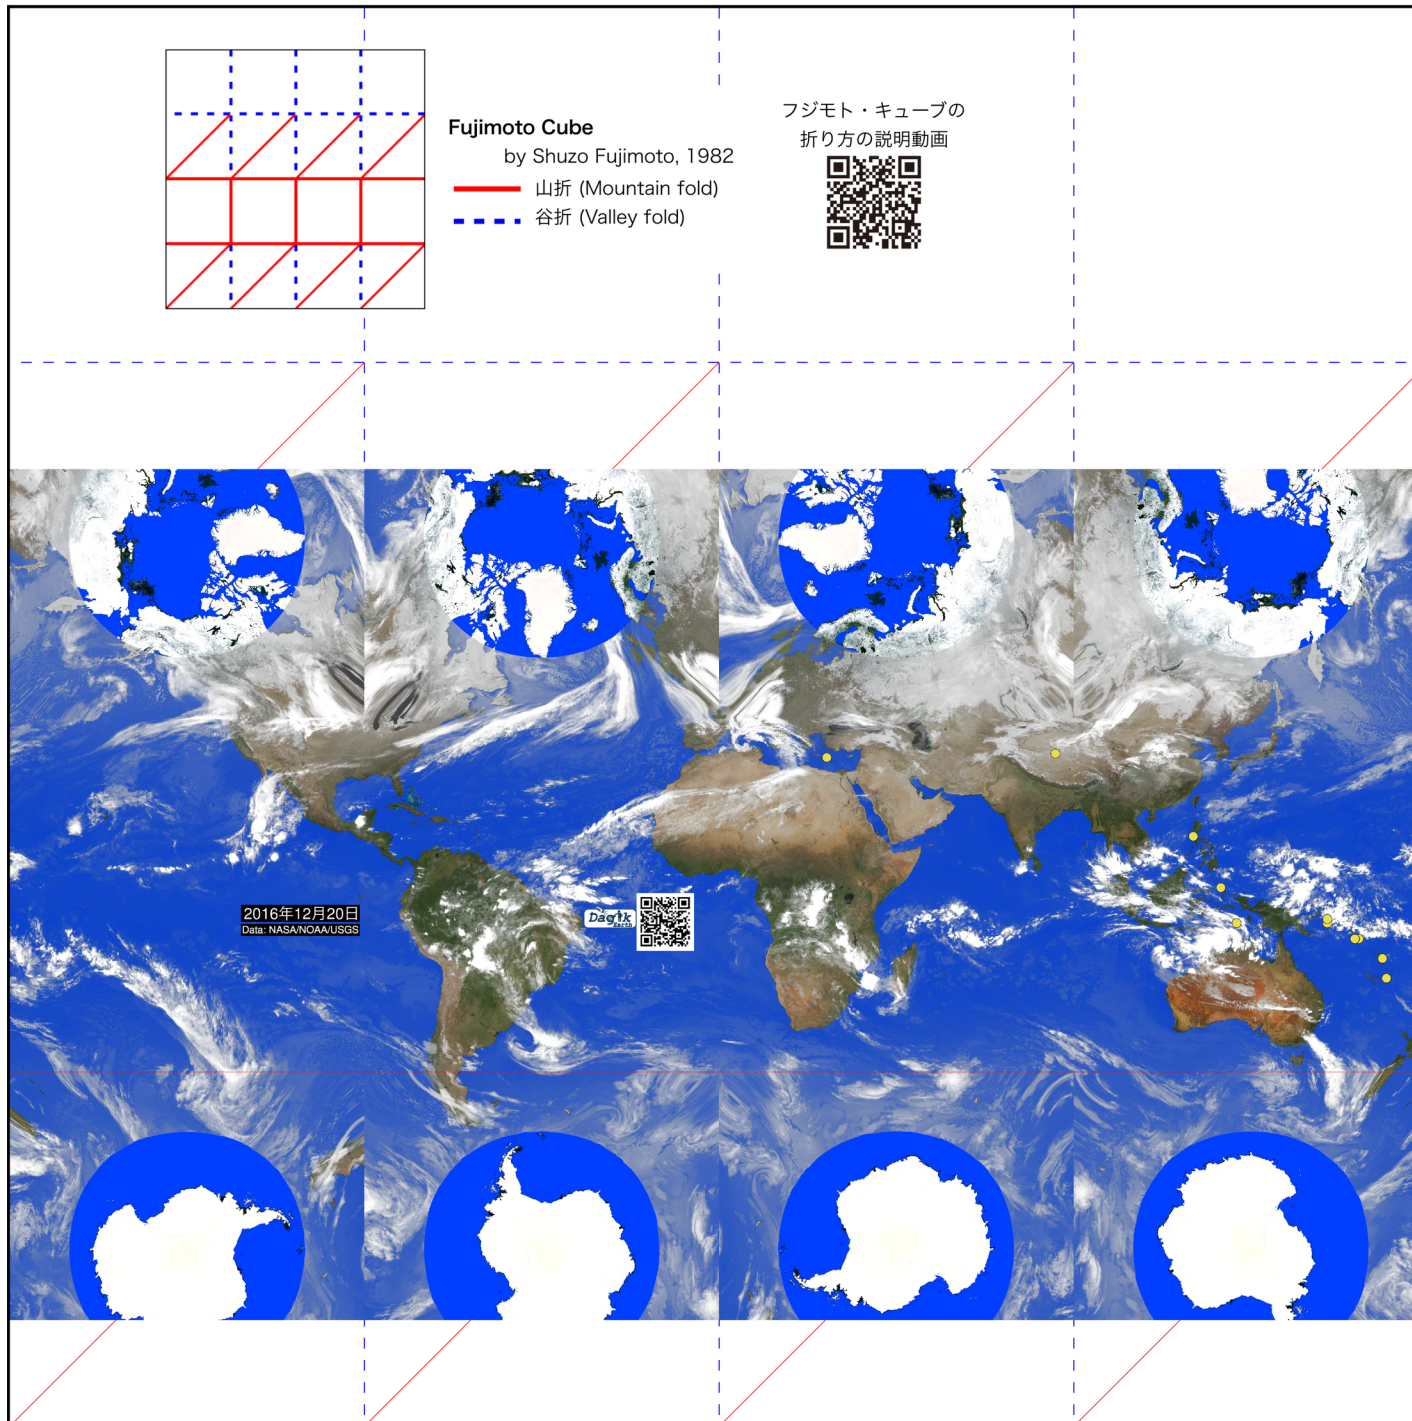 Fujimoto Cube
by Shuzo Fujimoto, 1982
山折 (Mountain fold)
谷折 (Valley fold)
フジモト・キューブの
折り方の説明動画
2016年12月20日
Data: NASA/NOAA/USGS
Dagik
Earth